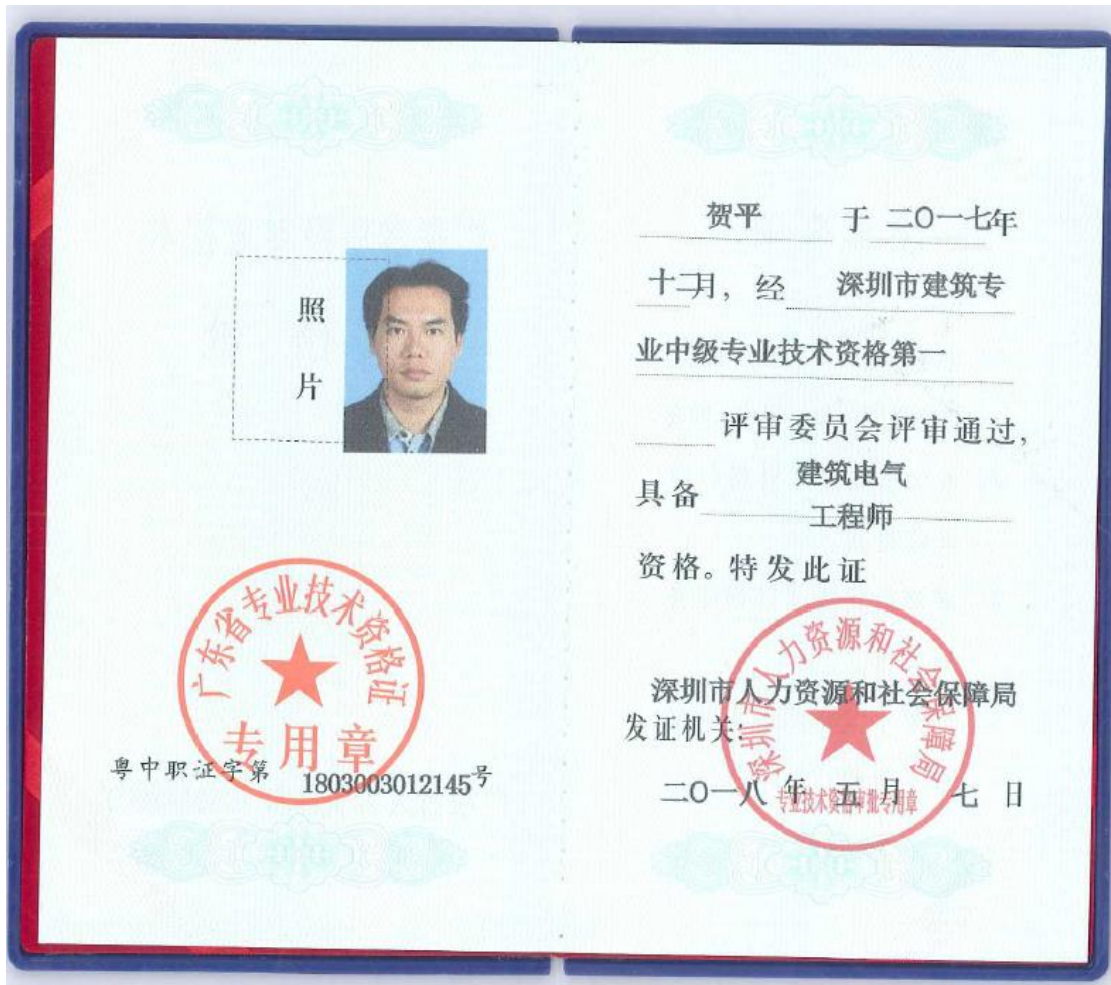 照
片
广东省专业技术资格证
专用章
粤中职证字第 1803003012145号
贺平 于 二〇一七年
十二月，经 深圳市建筑专
业中级专业技术资格第一
评审委员会评审通过，
建筑电气
具备
工程师
资格。特发此证
深圳市人力资源和社会保障局
发证机关:
二〇一八 年 五 月 七 日
深圳市人力资源和社会保障局
专业技术资格审批专用章